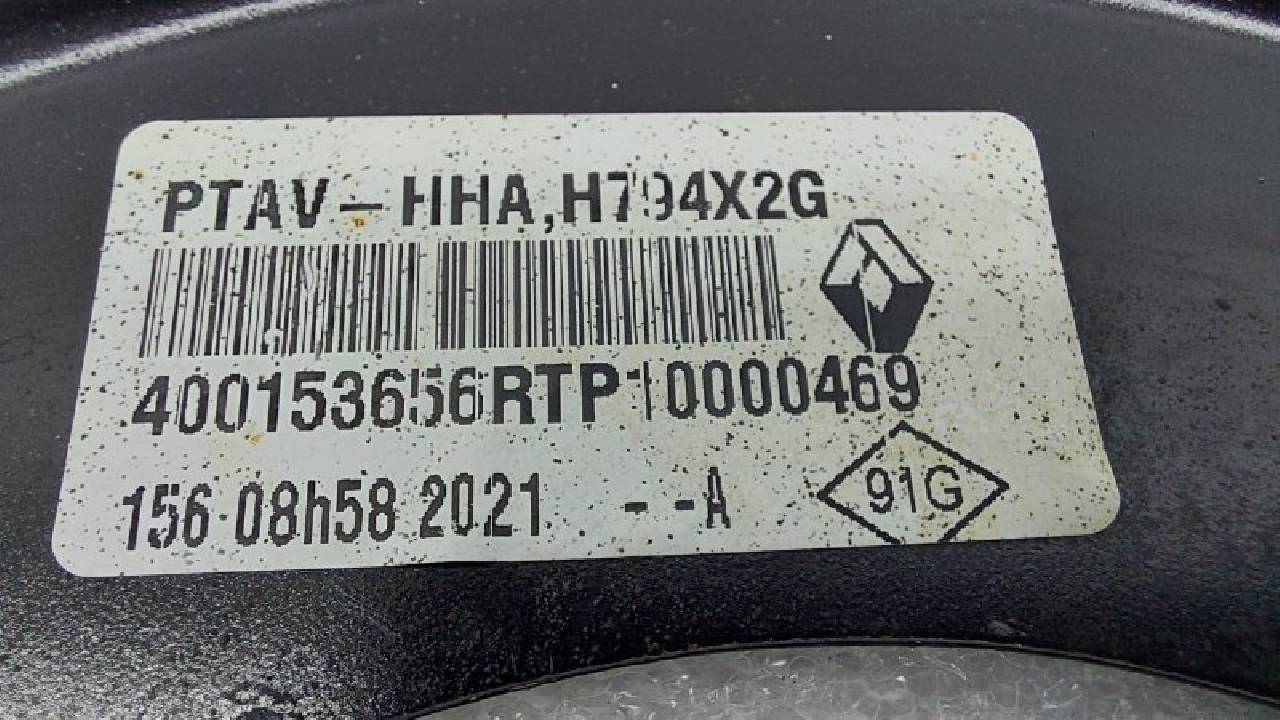 PTAV-HHA,H794X2G
400153656RTP10000469
156 08h58 2021 - -A
91G